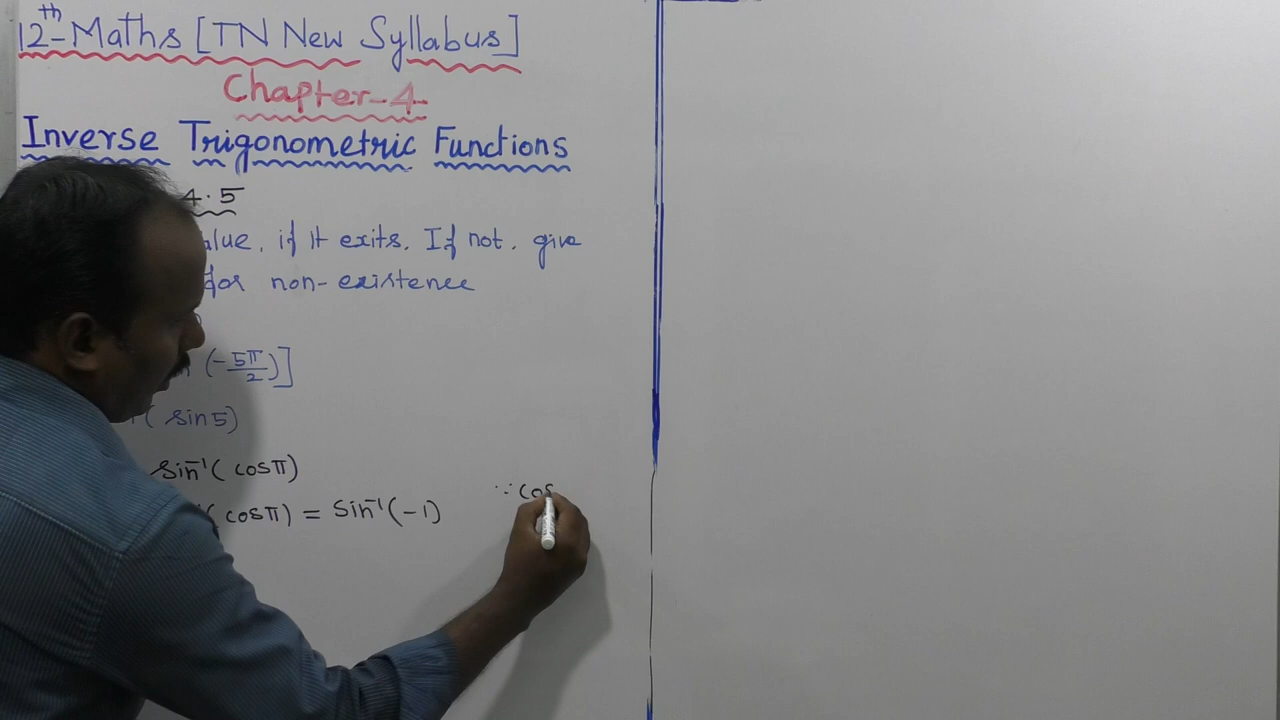 12th-Maths [TN New Syllabus]
Chapter-4
Inverse Trigonometric Functions
4.5
alue, if it exits. If not, give
for non-existence
(-5π/2)]
( sin5)
sin⁻¹( cosπ)
( cosπ) = sin⁻¹(-1) ∵ cos